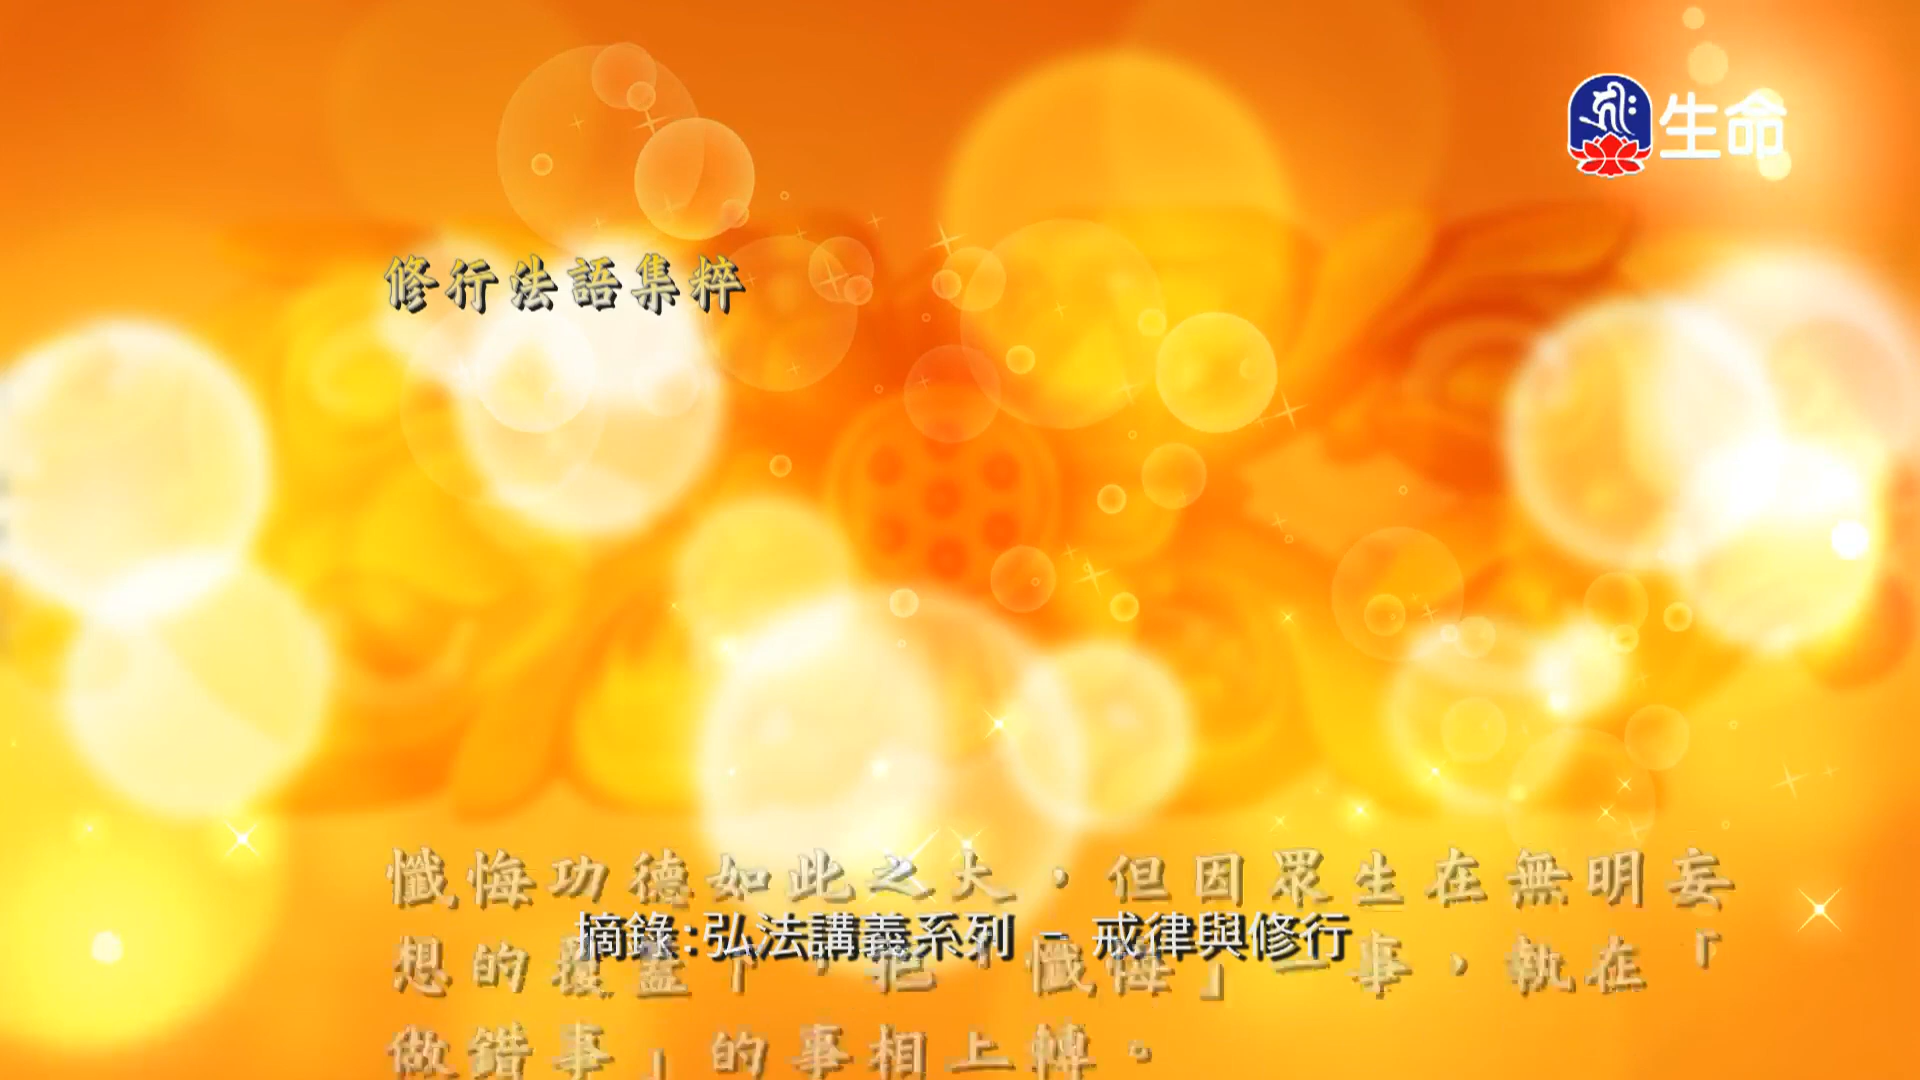 生命
修行法語集粹
懺悔功德如此之大，但因眾生在無明妄
摘錄:弘法講義系列 - 戒律與修行
想的覆蓋下，把「懺悔」一事，執在「
做錯事」的事相上轉。